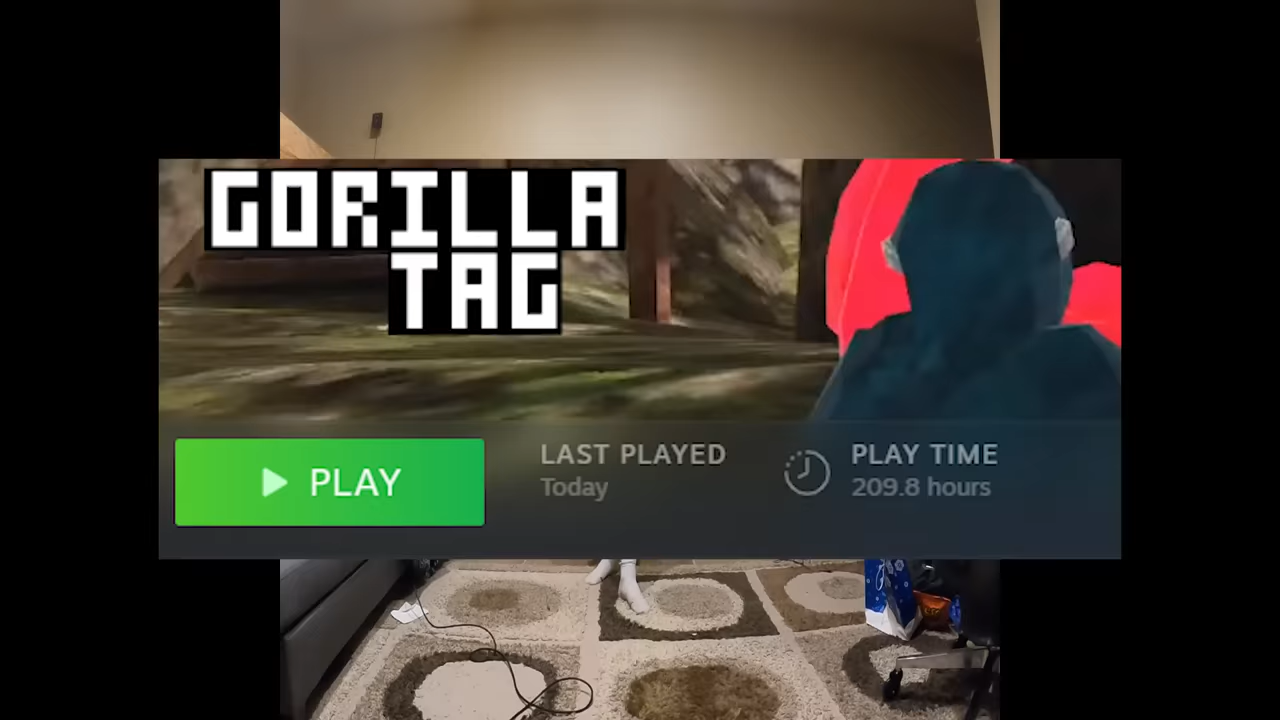 GORILLA
TAG
PLAY
LAST PLAYED
Today
PLAY TIME
209.8 hours